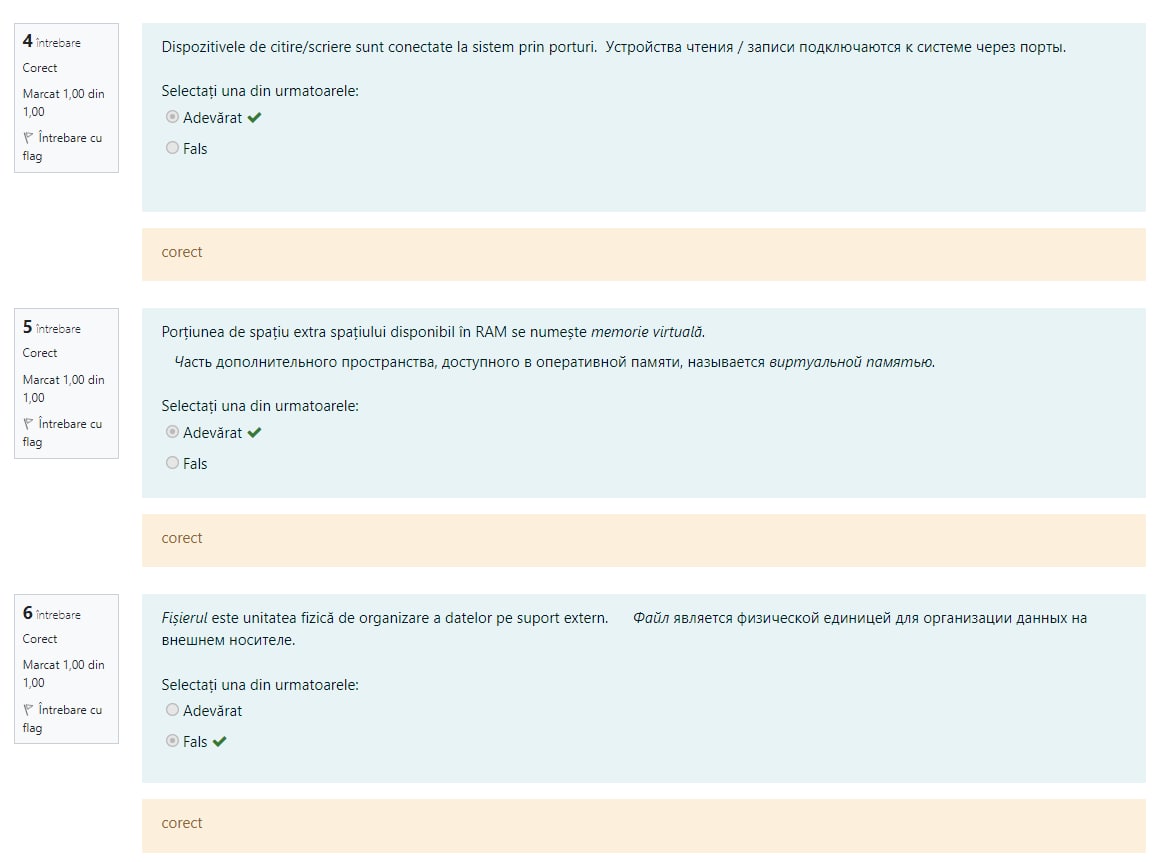 4 întrebare
Corect
Marcat 1,00 din
1,00
Întrebare cu
flag
Dispozitivele de citire/scriere sunt conectate la sistem prin porturi.  Устройства чтения / записи подключаются к системе через порты.
Selectați una din urmatoarele:
Adevărat
Fals
corect
5 întrebare
Corect
Marcat 1,00 din
1,00
Întrebare cu
flag
Porțiunea de spațiu extra spațiului disponibil în RAM se numește memorie virtuală.
Часть дополнительного пространства, доступного в оперативной памяти, называется виртуальной памятью.
Selectați una din urmatoarele:
Adevărat
Fals
corect
6 întrebare
Corect
Marcat 1,00 din
1,00
Întrebare cu
flag
Fișierul este unitatea fizică de organizare a datelor pe suport extern.   Файл является физической единицей для организации данных на
внешнем носителе.
Selectați una din urmatoarele:
Adevărat
Fals
corect